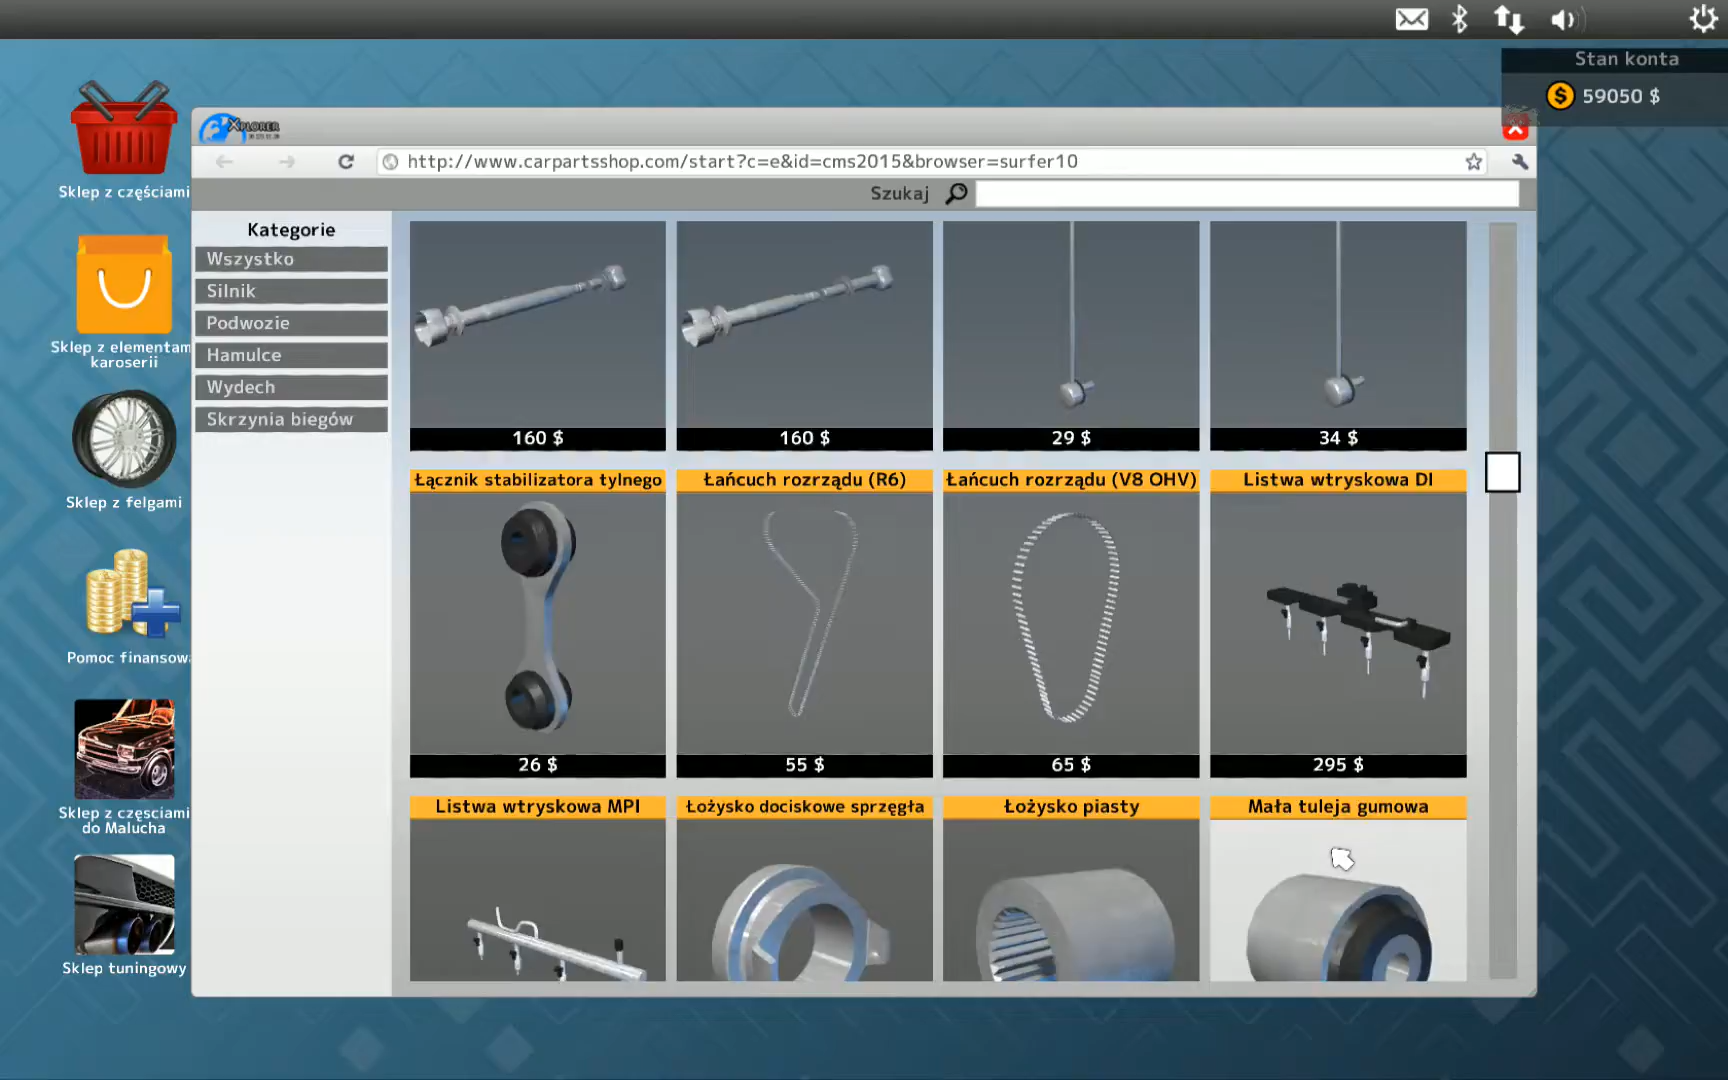 Stan konta
59050 $
Sklep z częściami
Sklep z elementam
karoserii
Sklep z felgami
Pomoc finansowa
Sklep z częsciami
do Malucha
Sklep tuningowy
XPLORER
http://www.carpartsshop.com/start?c=e&id=cms2015&browser=surfer10
Szukaj
Kategorie
Wszystko
Silnik
Podwozie
Hamulce
Wydech
Skrzynia biegów
160 $
160 $
29 $
34 $
Łącznik stabilizatora tylnego
Łańcuch rozrządu (R6)
Łańcuch rozrządu (V8 OHV)
Listwa wtryskowa DI
26 $
55 $
65 $
295 $
Listwa wtryskowa MPI
Łożysko dociskowe sprzęgła
Łożysko piasty
Mała tuleja gumowa